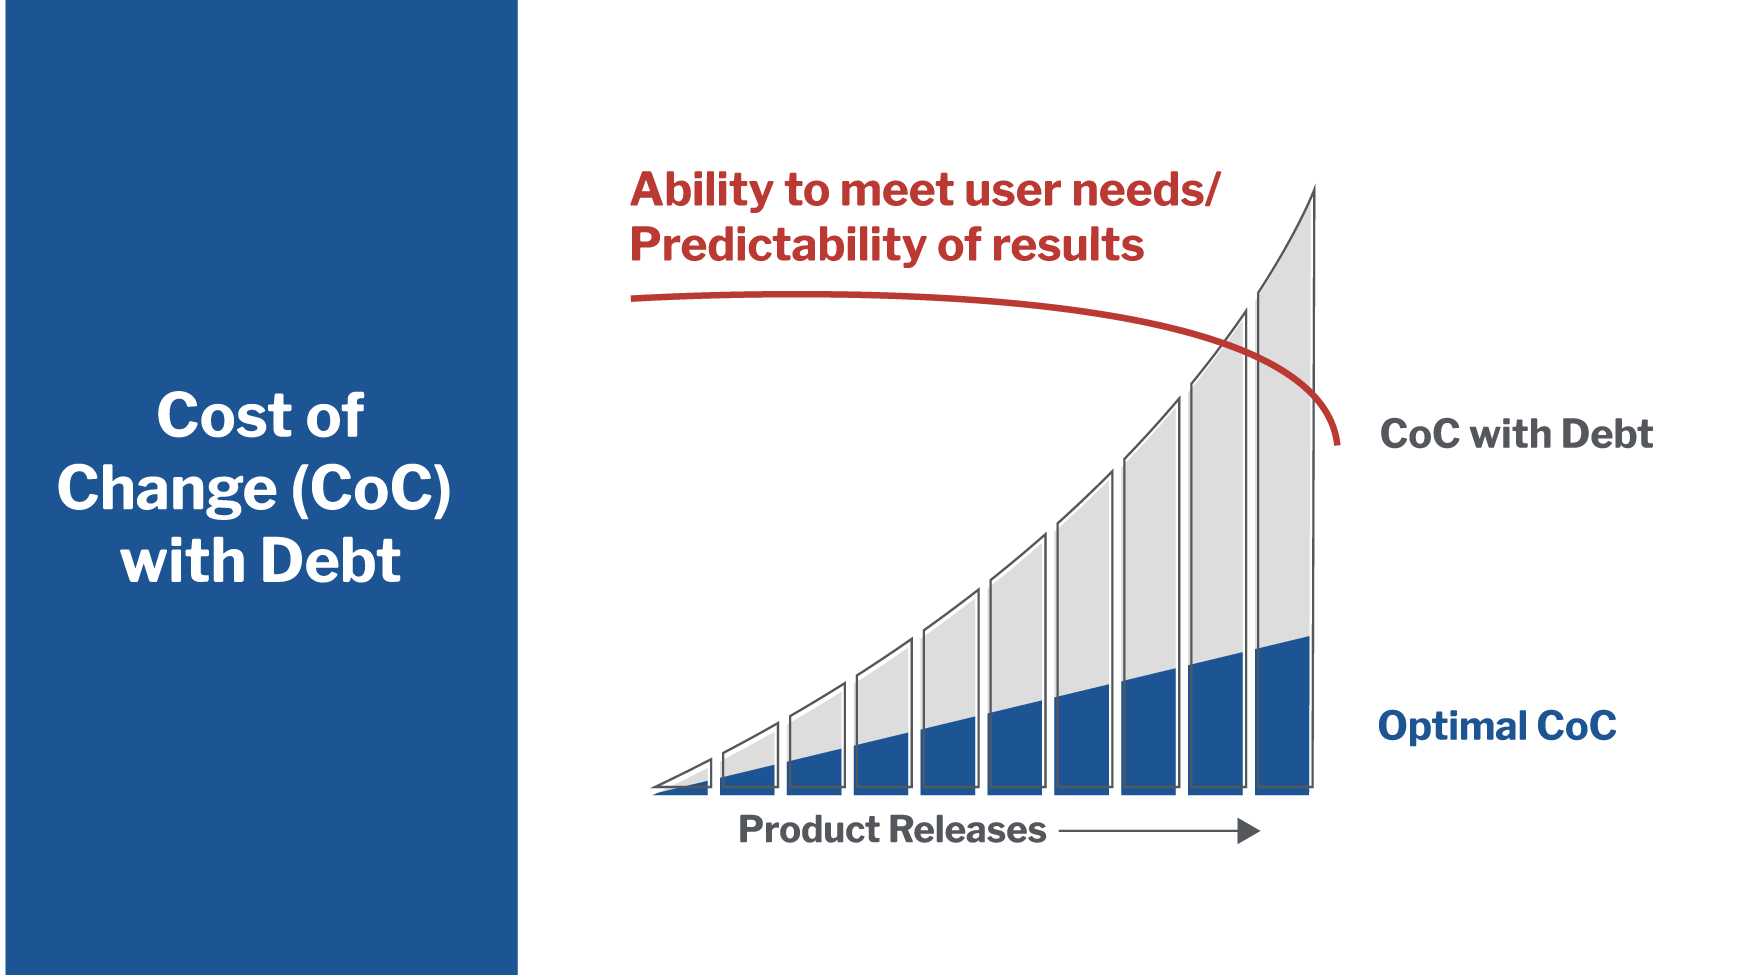 Cost of
Change (CoC)
with Debt
Ability to meet user needs/
Predictability of results
CoC with Debt
Optimal CoC
Product Releases